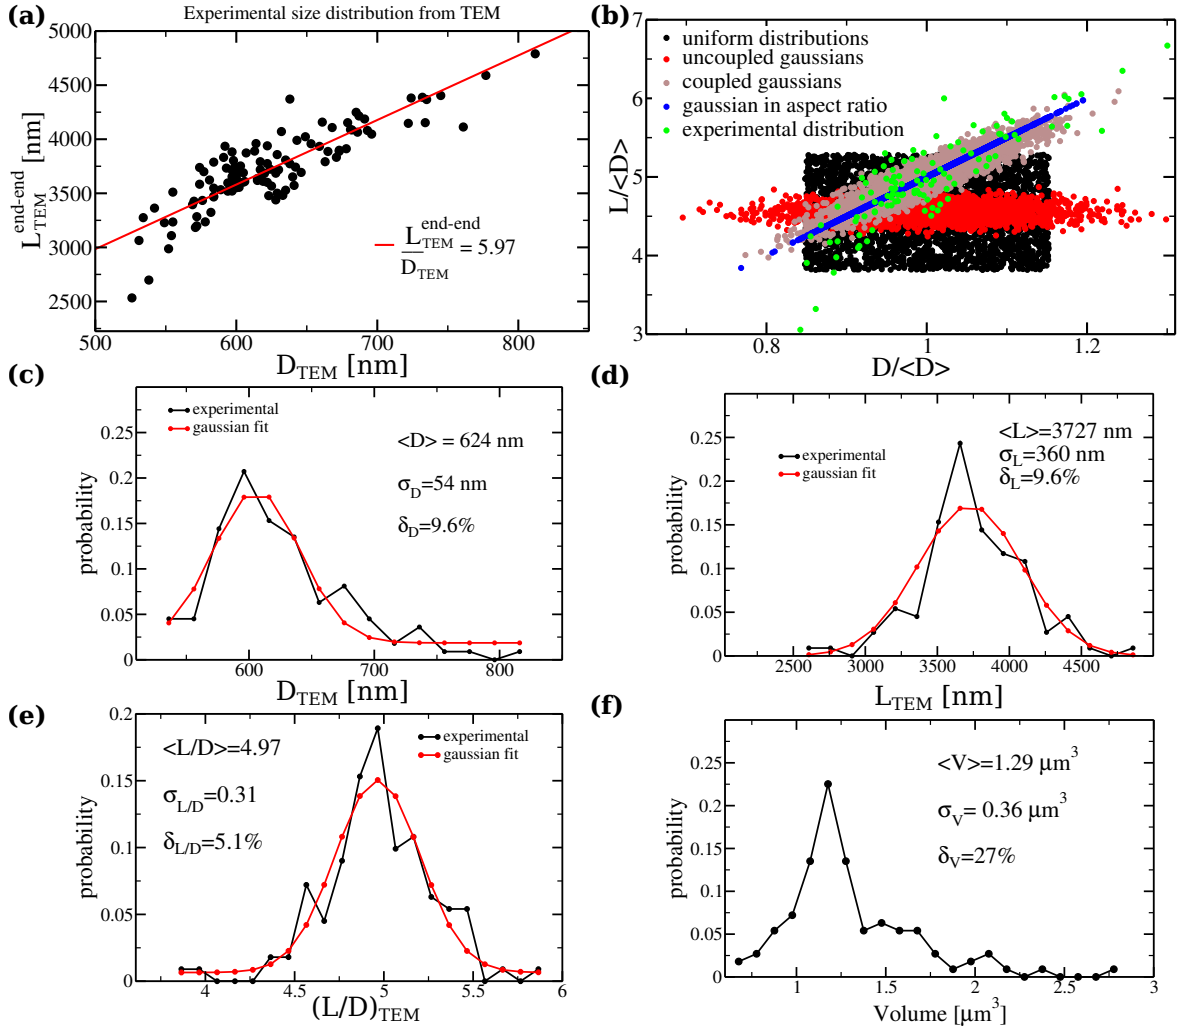 (a)
Experimental size distribution from TEM
5000
4500
4000
3500
3000
2500
L_TEM^end-end [nm]
500
600
700
800
D_TEM [nm]
L_TEM^end-end / D_TEM = 5.97
(b)
7
6
5
4
3
L/<D>
0.8
1
1.2
D/<D>
uniform distributions
uncoupled gaussians
coupled gaussians
gaussian in aspect ratio
experimental distribution
(c)
experimental
gaussian fit
<D> = 624 nm
σ_D=54 nm
δ_D=9.6%
0.25
0.2
0.15
0.1
0.05
0
probability
600
700
800
D_TEM [nm]
(d)
experimental
gaussian fit
<L>=3727 nm
σ_L=360 nm
δ_L=9.6%
0.25
0.2
0.15
0.1
0.05
0
probability
2500
3000
3500
4000
4500
L_TEM [nm]
(e)
<L/D>=4.97
σ_L/D=0.31
δ_L/D=5.1%
experimental
gaussian fit
0.2
0.15
0.1
0.05
0
probability
4
4.5
5
5.5
6
(L/D)_TEM
(f)
<V>=1.29 μm³
σ_V= 0.36 μm³
δ_V=27%
0.25
0.2
0.15
0.1
0.05
0
probability
1
1.5
2
2.5
3
Volume [μm³]